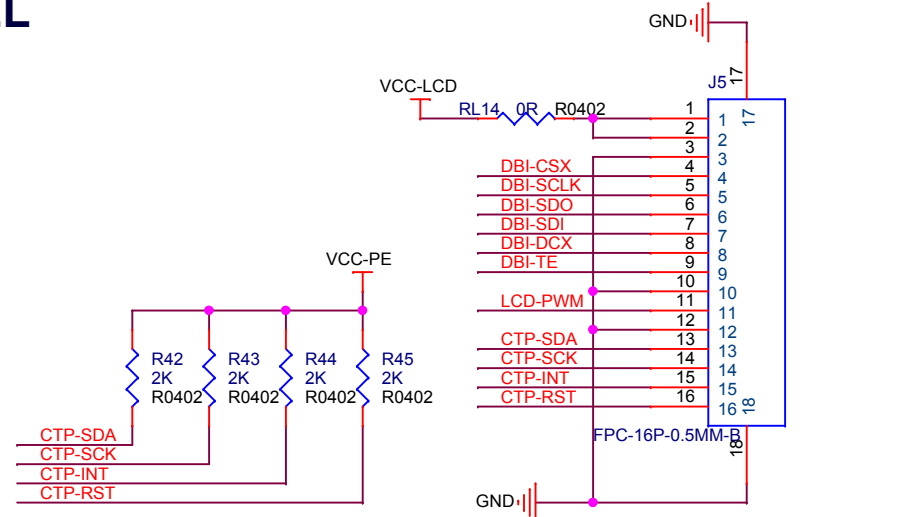 GND
J5
17
17
VCC-LCD
RL14 0R R0402
1 1
2 2
3 3
DBI-CSX 4 4
DBI-SCLK 5 5
DBI-SDO 6 6
DBI-SDI 7 7
DBI-DCX 8 8
DBI-TE 9 9
10 10
LCD-PWM 11 11
12 12
CTP-SDA 13 13
CTP-SCK 14 14
CTP-INT 15 15
CTP-RST 16 16
18
18
FPC-16P-0.5MM-B
GND
VCC-PE
R42 R43 R44 R45
2K 2K 2K 2K
R0402 R0402 R0402 R0402
CTP-SDA
CTP-SCK
CTP-INT
CTP-RST